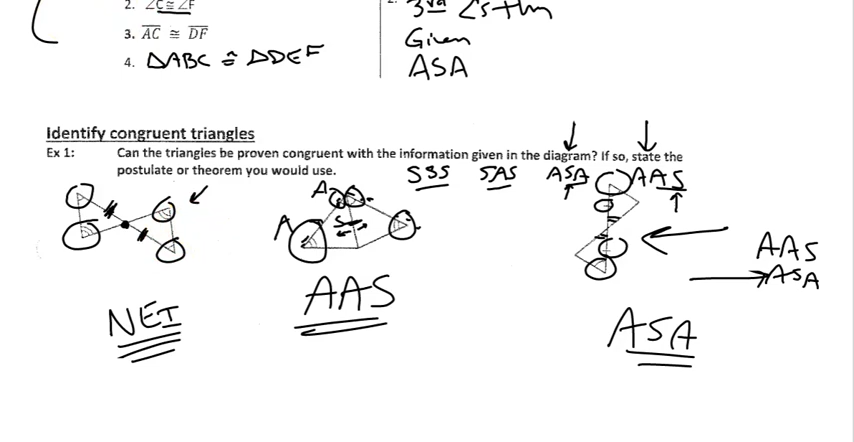 2. ∠C ≅ ∠F
3rd ∠s thm
3. AC ≅ DF
Given
4. △ABC ≅ △DEF
ASA
Identify congruent triangles
Ex 1: Can the triangles be proven congruent with the information given in the diagram? If so, state the
postulate or theorem you would use.
SSS SAS ASA AAS
A A
S
AAS
ASA
NEI
AAS
ASA